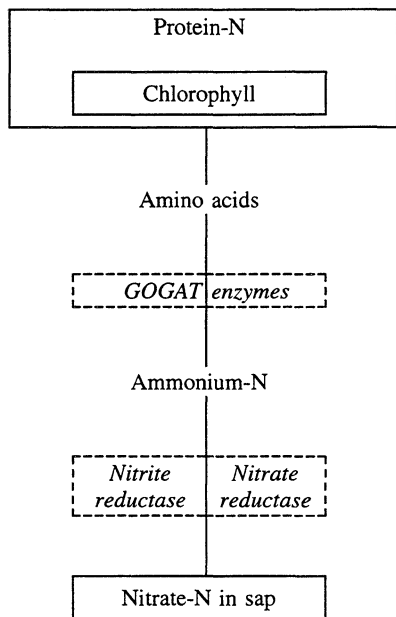 Protein-N
Chlorophyll
Amino acids
GOGAT enzymes
Ammonium-N
Nitrite reductase
Nitrate reductase
Nitrate-N in sap